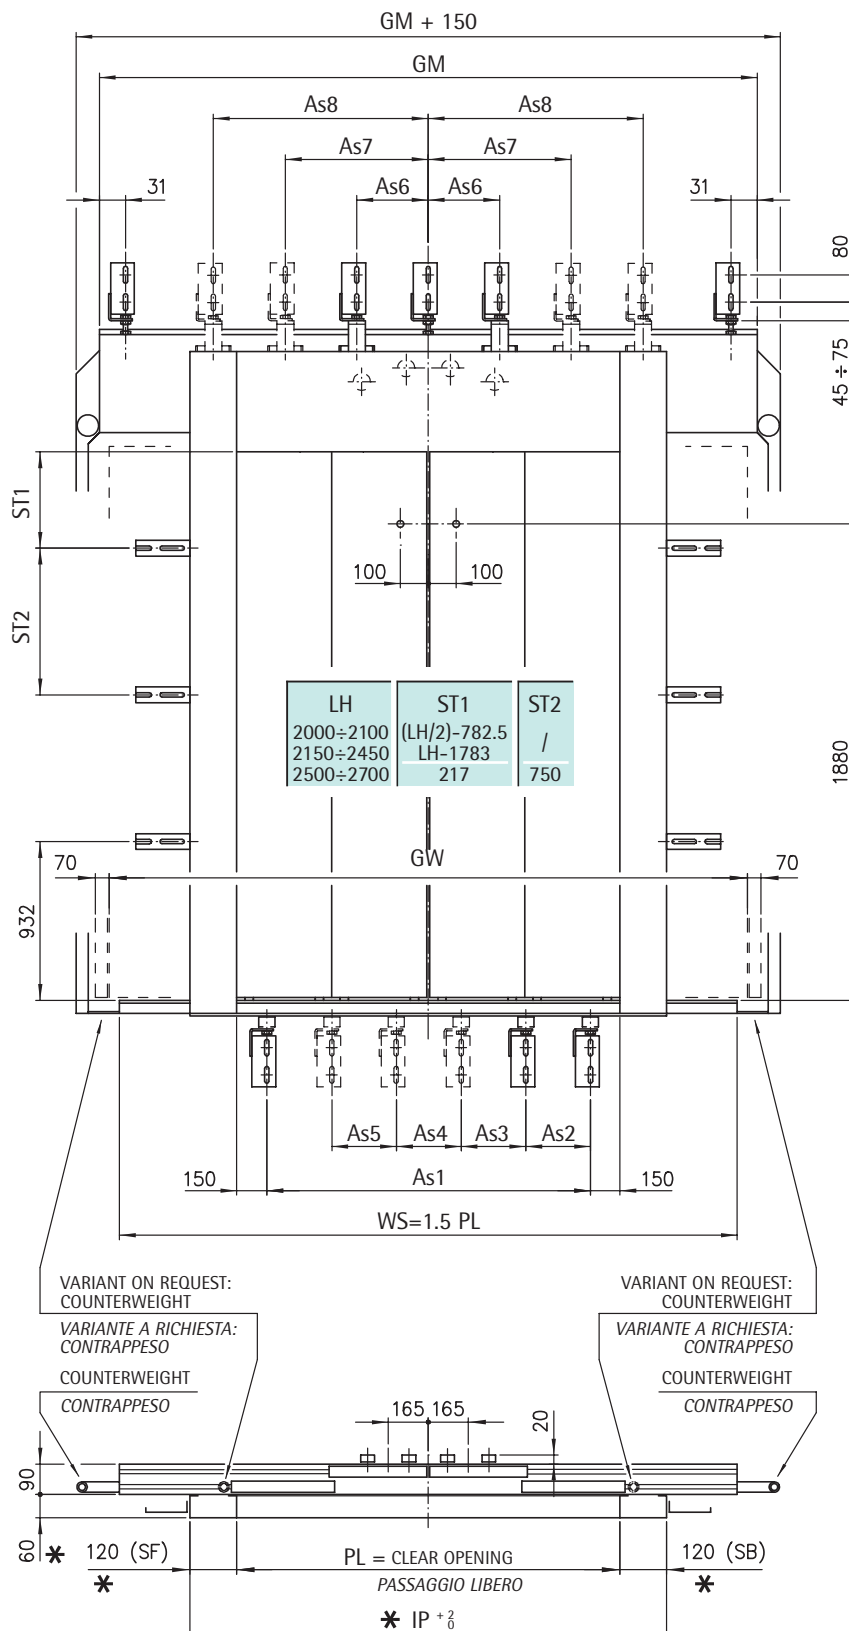 GM + 150
GM
As8 As8
As7 As7
As6 As6
31 31
80
45÷75
ST1
100 100
ST2
LH ST1 ST2
2000÷2100 (LH/2)-782.5 /
2150÷2450 LH-1783
2500÷2700 217 750
1880
GW
70 70
932
As5 As4 As3 As2
150 As1 150
WS=1.5 PL
VARIANT ON REQUEST:
COUNTERWEIGHT
VARIANTE A RICHIESTA:
CONTRAPPESO
COUNTERWEIGHT
CONTRAPPESO
VARIANT ON REQUEST:
COUNTERWEIGHT
VARIANTE A RICHIESTA:
CONTRAPPESO
COUNTERWEIGHT
CONTRAPPESO
165 165
20
90
60 *
120 (SF) PL = CLEAR OPENING 120 (SB)
* PASSAGGIO LIBERO *
* IP +2 0